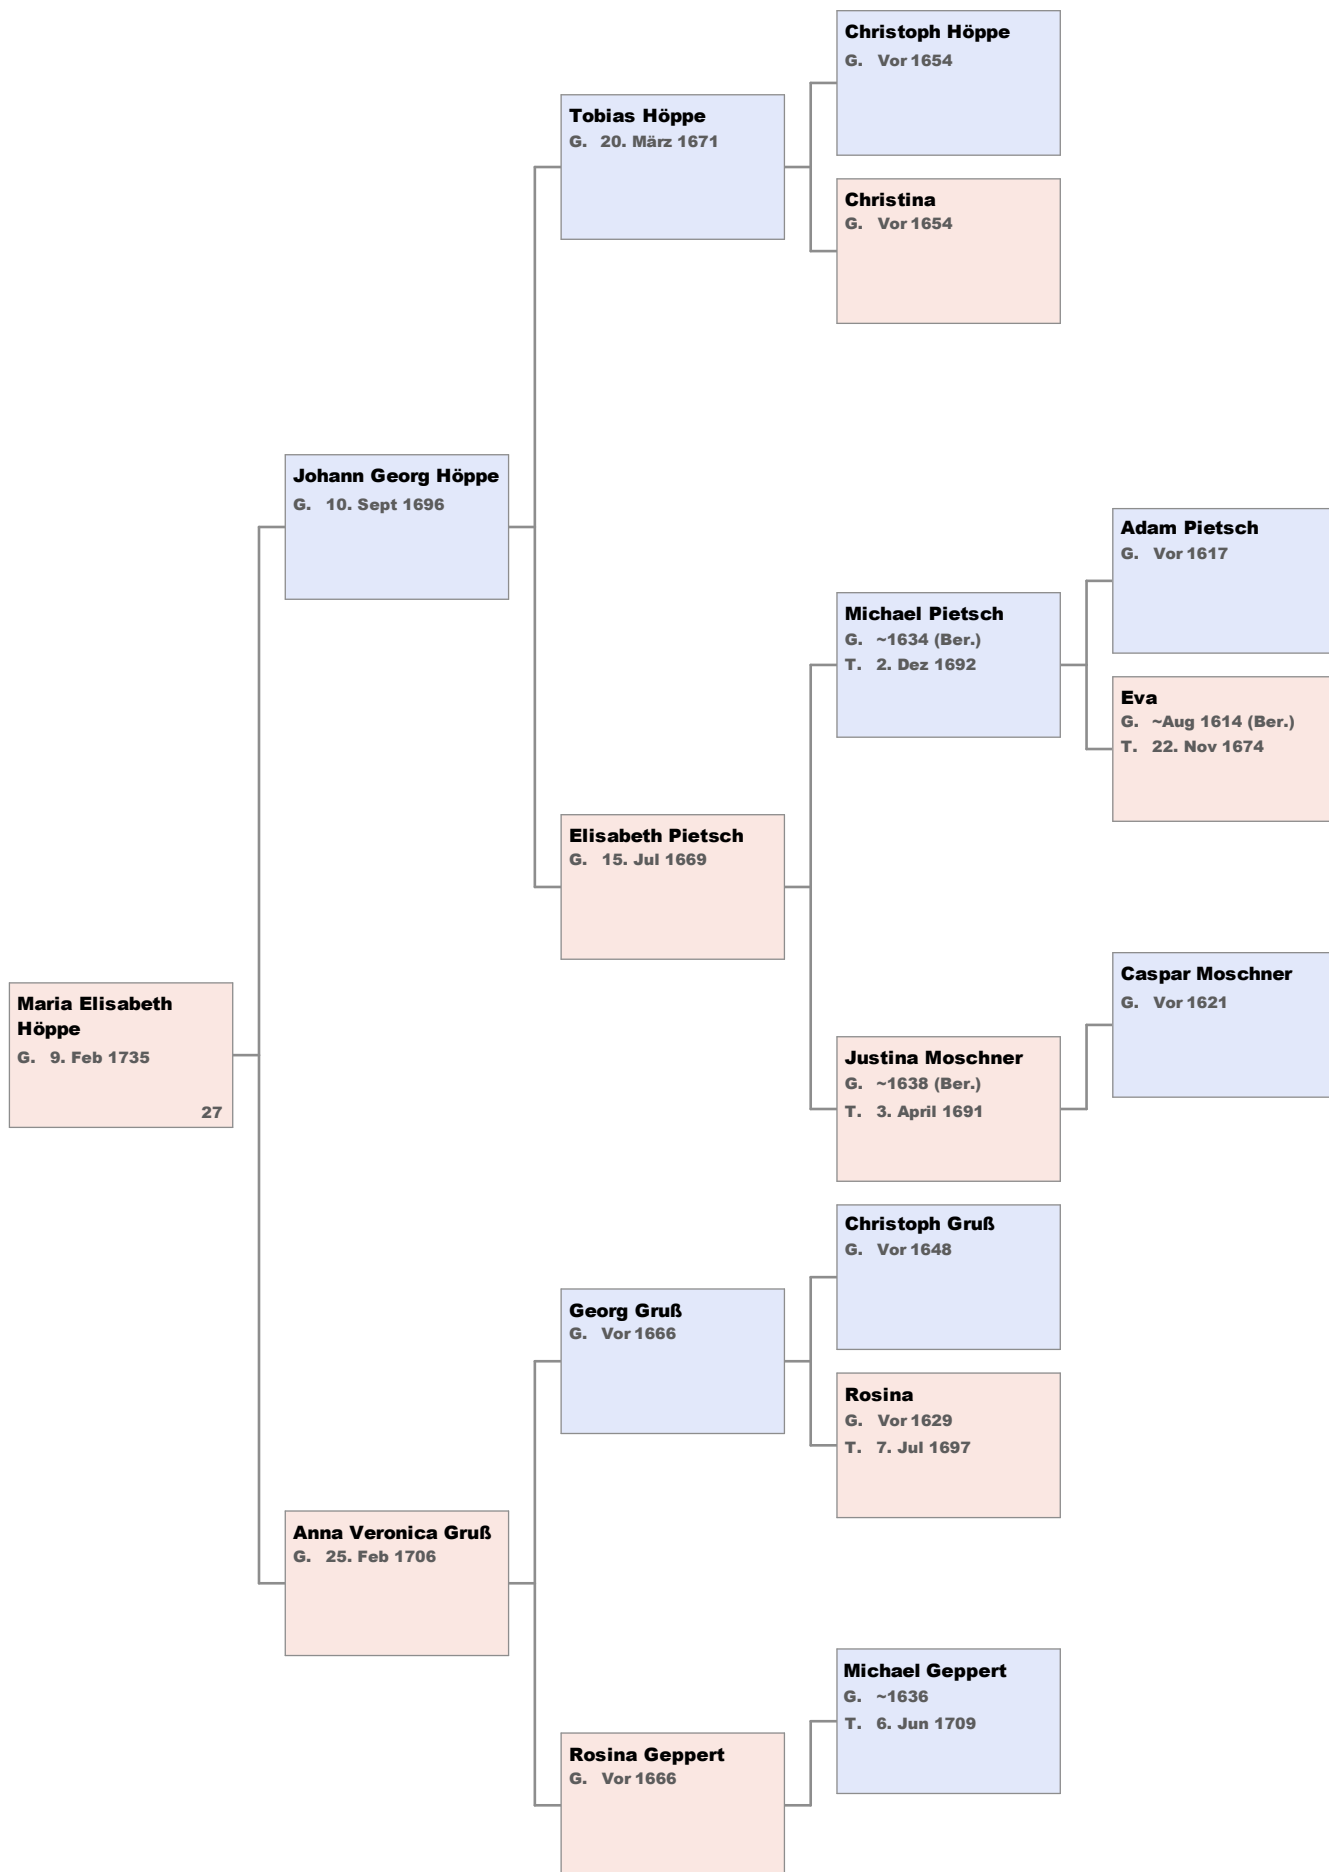 Christoph Höppe
G. Vor 1654
Tobias Höppe
G. 20. März 1671
Christina
G. Vor 1654
Johann Georg Höppe
G. 10. Sept 1696
Adam Pietsch
G. Vor 1617
Michael Pietsch
G. ~1634 (Ber.)
T. 2. Dez 1692
Eva
G. ~Aug 1614 (Ber.)
T. 22. Nov 1674
Elisabeth Pietsch
G. 15. Jul 1669
Caspar Moschner
G. Vor 1621
Maria Elisabeth
Höppe
G. 9. Feb 1735
27
Justina Moschner
G. ~1638 (Ber.)
T. 3. April 1691
Christoph Gruß
G. Vor 1648
Georg Gruß
G. Vor 1666
Rosina
G. Vor 1629
T. 7. Jul 1697
Anna Veronica Gruß
G. 25. Feb 1706
Michael Geppert
G. ~1636
T. 6. Jun 1709
Rosina Geppert
G. Vor 1666